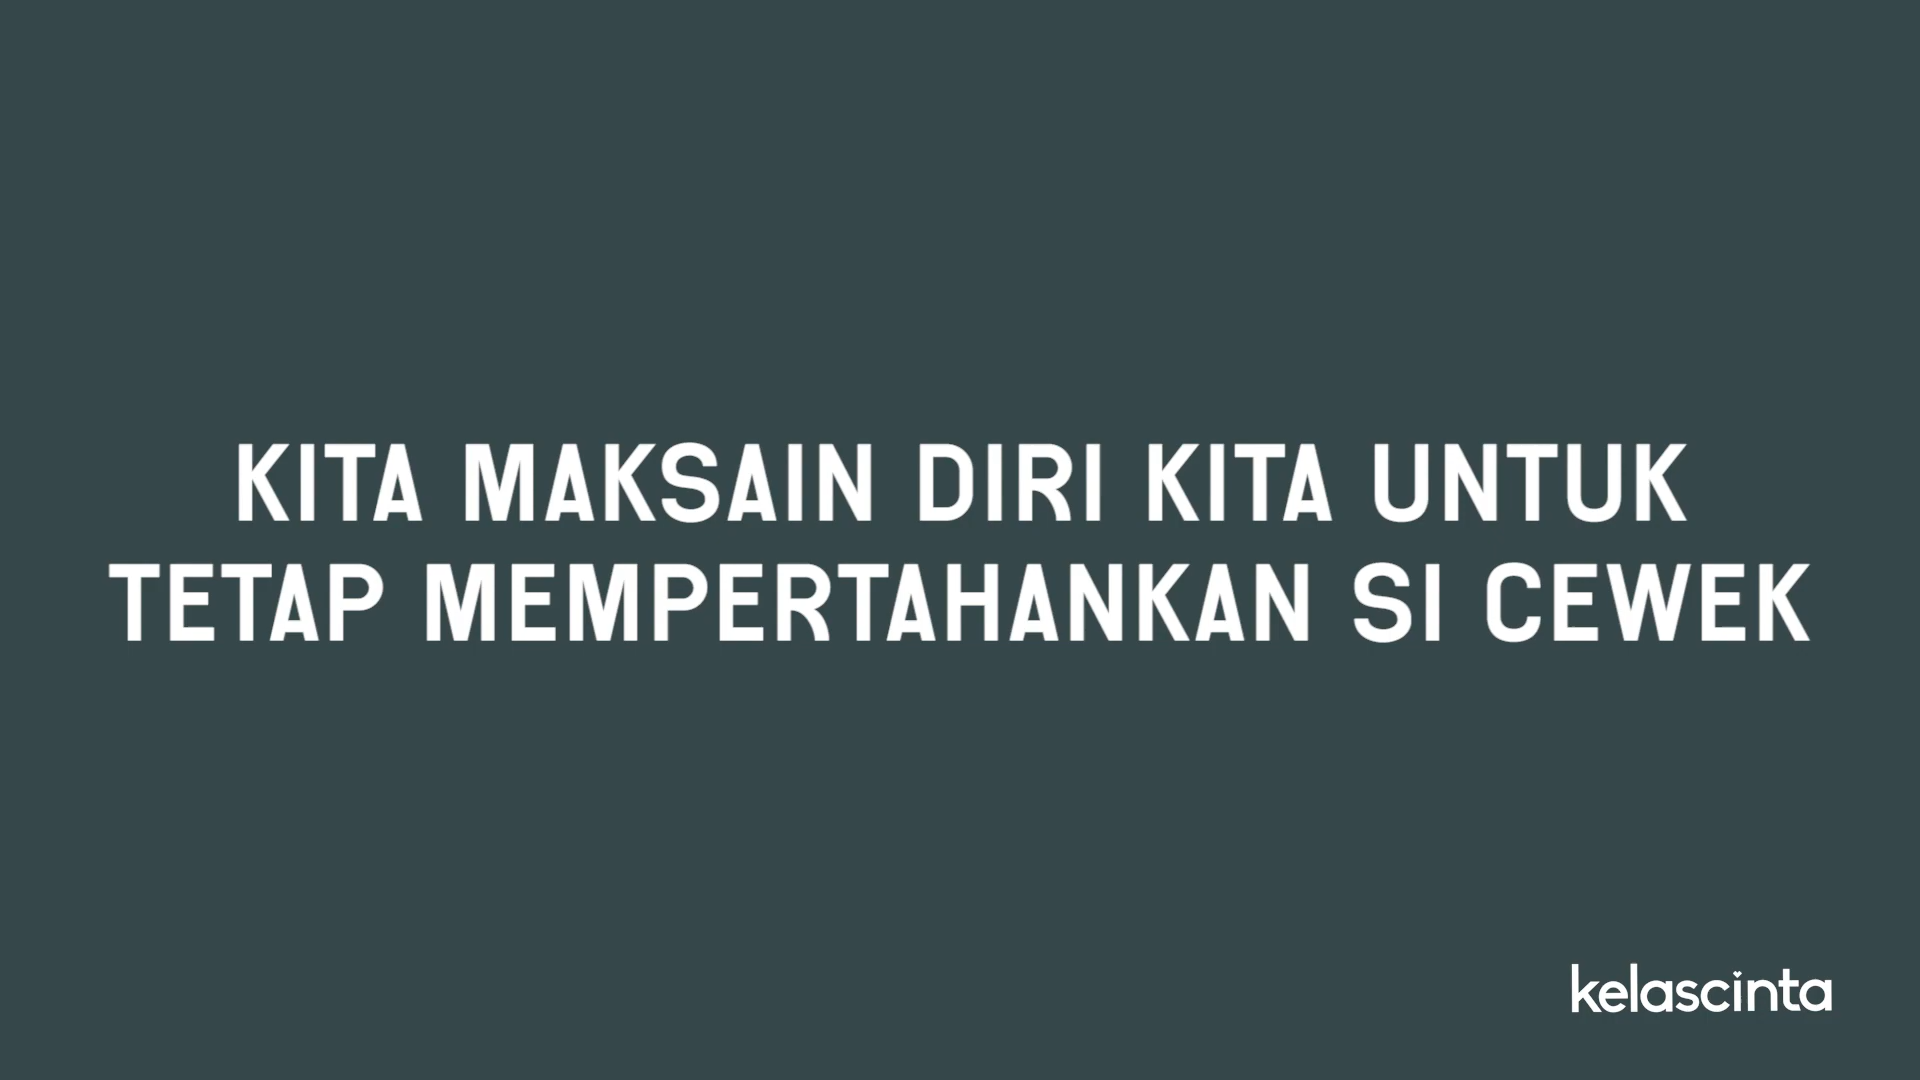 KITA MAKSAIN DIRI KITA UNTUK
TETAP MEMPERTAHANKAN SI CEWEK
kelascinta